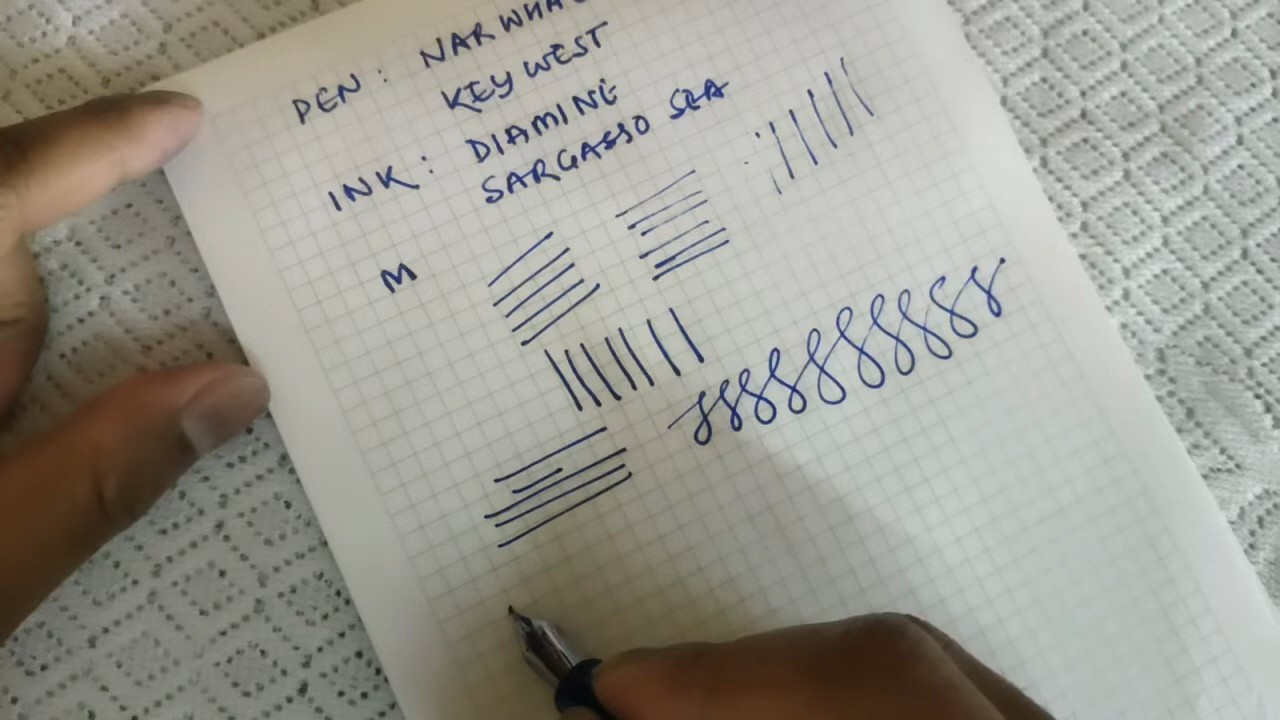 PEN: NARWHA
KEY WEST
INK: DIAMINE
SARGASSO SEA
M